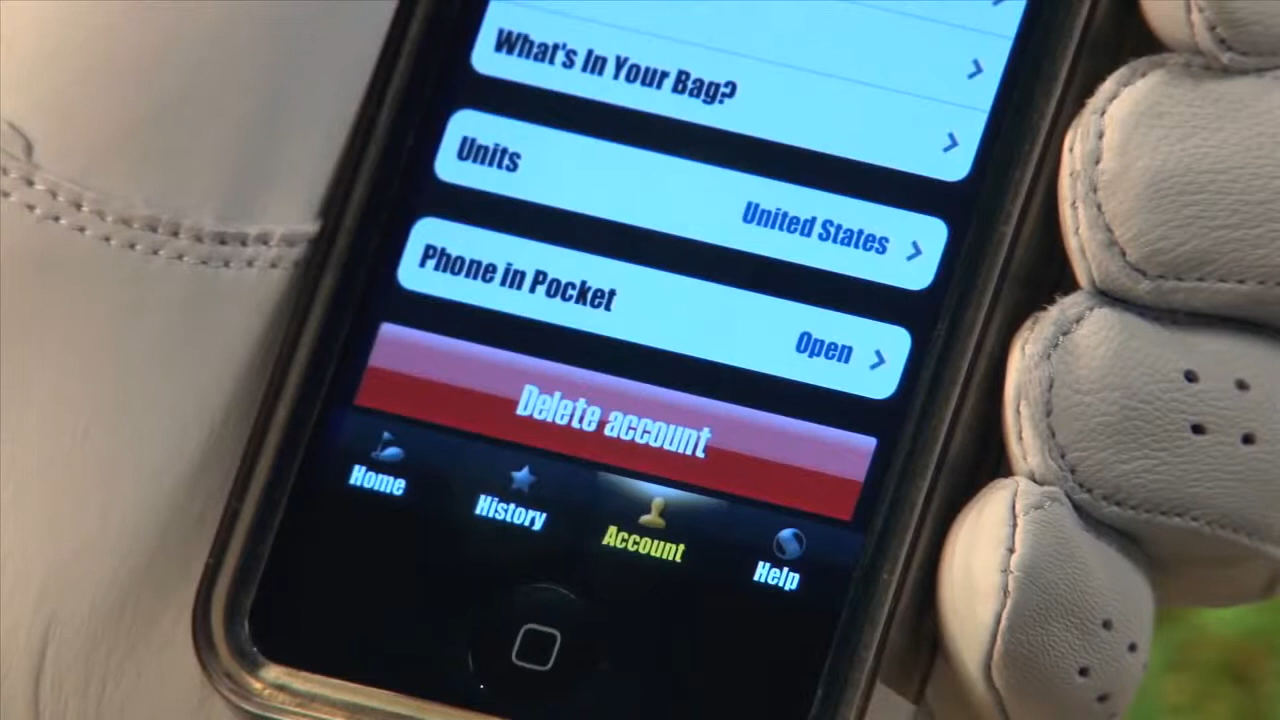 What's In Your Bag?
Units
United States
Phone in Pocket
Open
Delete account
Home
History
Account
Help